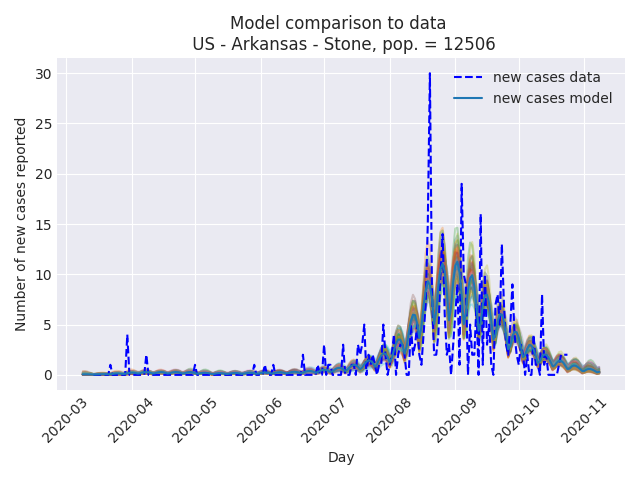 Model comparison to data
US - Arkansas - Stone, pop. = 12506
new cases data
new cases model
Number of new cases reported
30
25
20
15
10
5
0
2020-03
2020-04
2020-05
2020-06
2020-07
2020-08
2020-09
2020-10
2020-11
Day